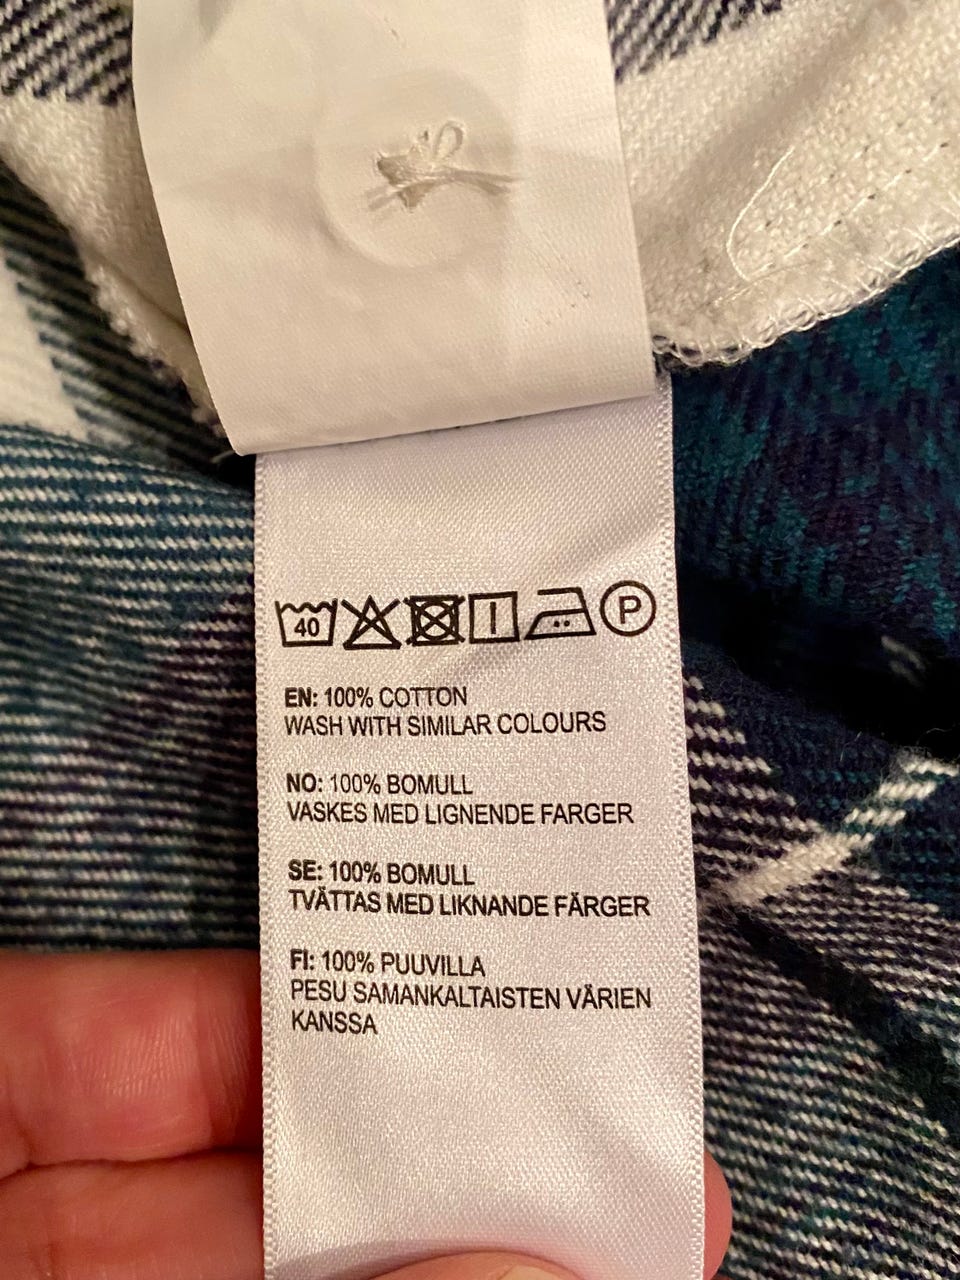 40 P
EN: 100% COTTON
WASH WITH SIMILAR COLOURS
NO: 100% BOMULL
VASKES MED LIGNENDE FARGER
SE: 100% BOMULL
TVÄTTAS MED LIKNANDE FÄRGER
FI: 100% PUUVILLA
PESU SAMANKALTAISTEN VÄRIEN
KANSSA